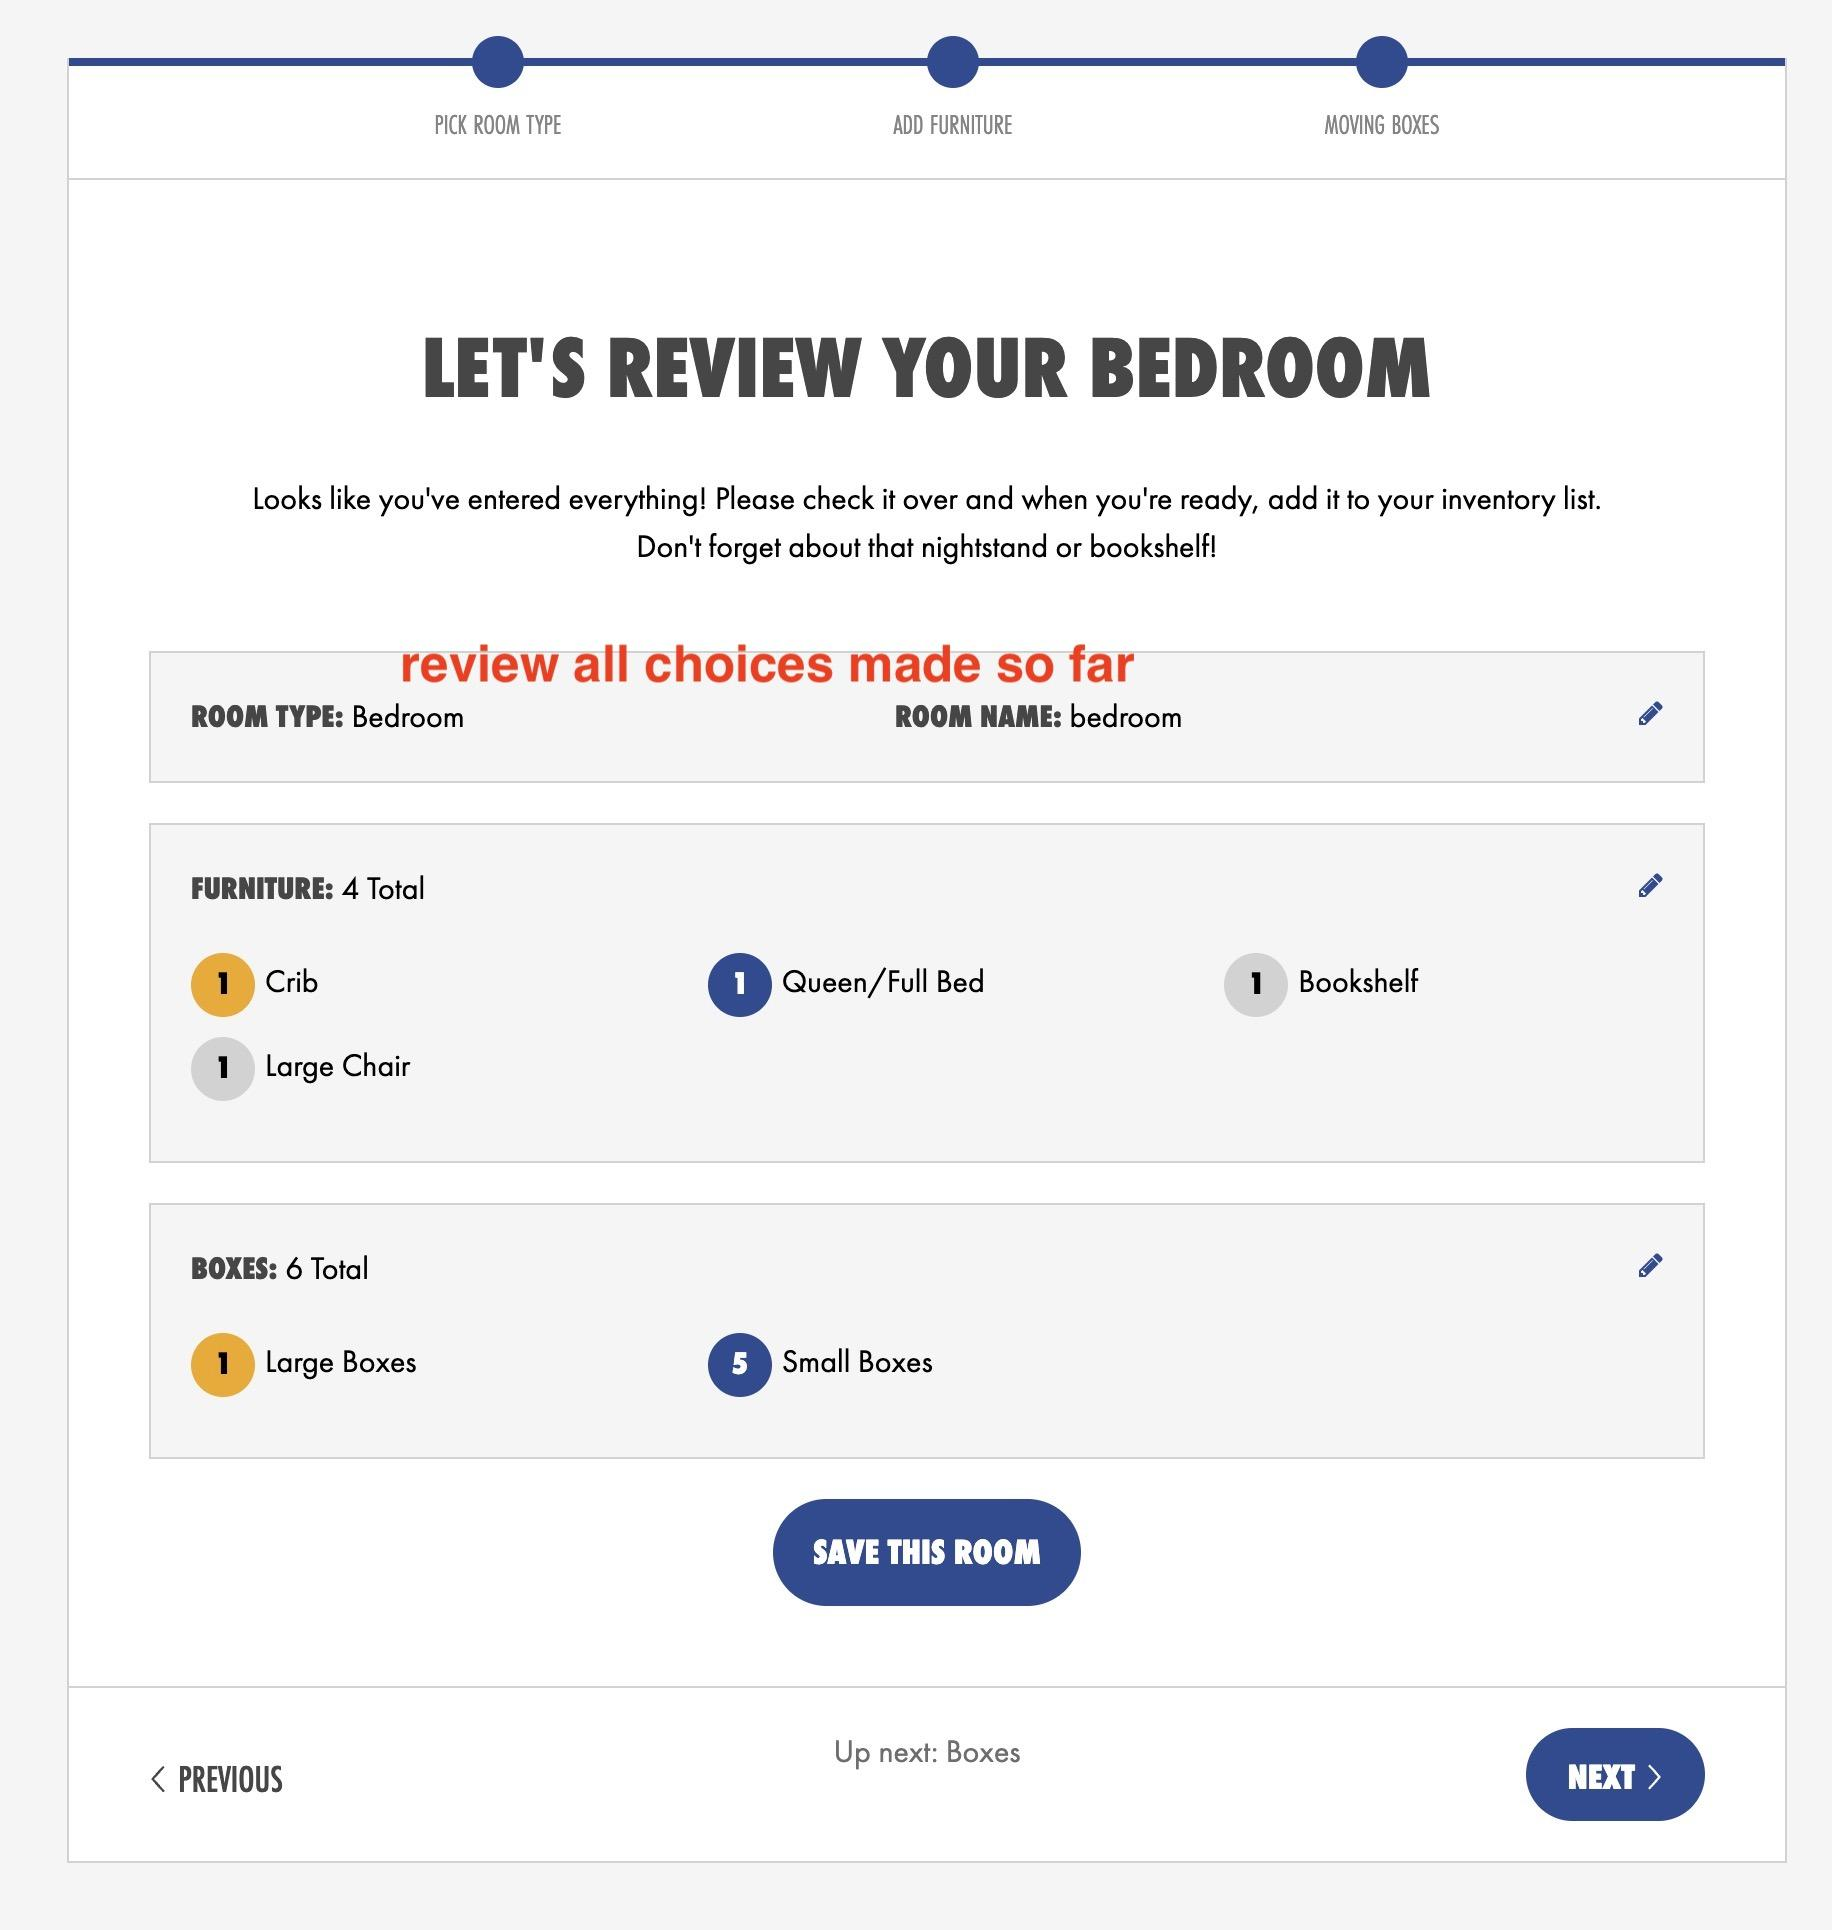 PICK ROOM TYPE
ADD FURNITURE
MOVING BOXES
LET'S REVIEW YOUR BEDROOM
Looks like you've entered everything! Please check it over and when you're ready, add it to your inventory list.
Don't forget about that nightstand or bookshelf!
review all choices made so far
ROOM TYPE: Bedroom
ROOM NAME: bedroom
FURNITURE: 4 Total
1 Crib
1 Queen/Full Bed
1 Bookshelf
1 Large Chair
BOXES: 6 Total
1 Large Boxes
5 Small Boxes
SAVE THIS ROOM
Up next: Boxes
< PREVIOUS
NEXT >